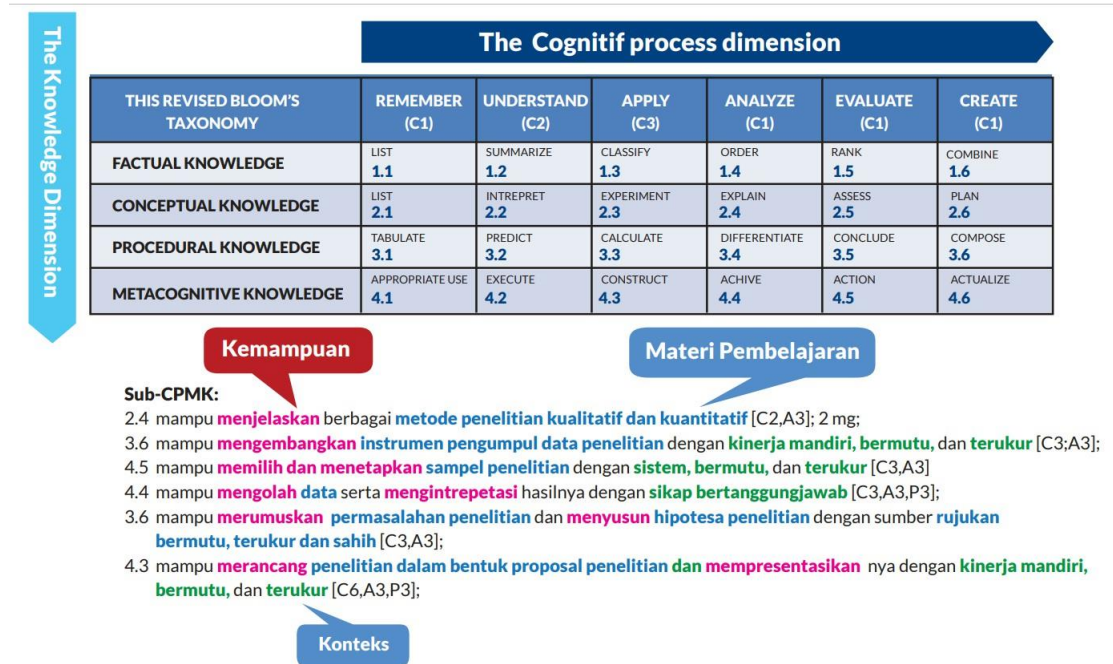 The Knowledge Dimension
The Cognitif process dimension
THIS REVISED BLOOM'S TAXONOMY
REMEMBER (C1)
UNDERSTAND (C2)
APPLY (C3)
ANALYZE (C1)
EVALUATE (C1)
CREATE (C1)
FACTUAL KNOWLEDGE
LIST 1.1
SUMMARIZE 1.2
CLASSIFY 1.3
ORDER 1.4
RANK 1.5
COMBINE 1.6
CONCEPTUAL KNOWLEDGE
LIST 2.1
INTREPRET 2.2
EXPERIMENT 2.3
EXPLAIN 2.4
ASSESS 2.5
PLAN 2.6
PROCEDURAL KNOWLEDGE
TABULATE 3.1
PREDICT 3.2
CALCULATE 3.3
DIFFERENTIATE 3.4
CONCLUDE 3.5
COMPOSE 3.6
METACOGNITIVE KNOWLEDGE
APPROPRIATE USE 4.1
EXECUTE 4.2
CONSTRUCT 4.3
ACHIVE 4.4
ACTION 4.5
ACTUALIZE 4.6
Kemampuan
Materi Pembelajaran
Sub-CPMK:
2.4 mampu menjelaskan berbagai metode penelitian kualitatif dan kuantitatif [C2,A3]; 2 mg;
3.6 mampu mengembangkan instrumen pengumpul data penelitian dengan kinerja mandiri, bermutu, dan terukur [C3;A3];
4.5 mampu memilih dan menetapkan sampel penelitian dengan sistem, bermutu, dan terukur [C3,A3]
4.4 mampu mengolah data serta mengintrepetasi hasilnya dengan sikap bertanggungjawab [C3,A3,P3];
3.6 mampu merumuskan permasalahan penelitian dan menyusun hipotesa penelitian dengan sumber rujukan
bermutu, terukur dan sahih [C3,A3];
4.3 mampu merancang penelitian dalam bentuk proposal penelitian dan mempresentasikan nya dengan kinerja mandiri,
bermutu, dan terukur [C6,A3,P3];
Konteks